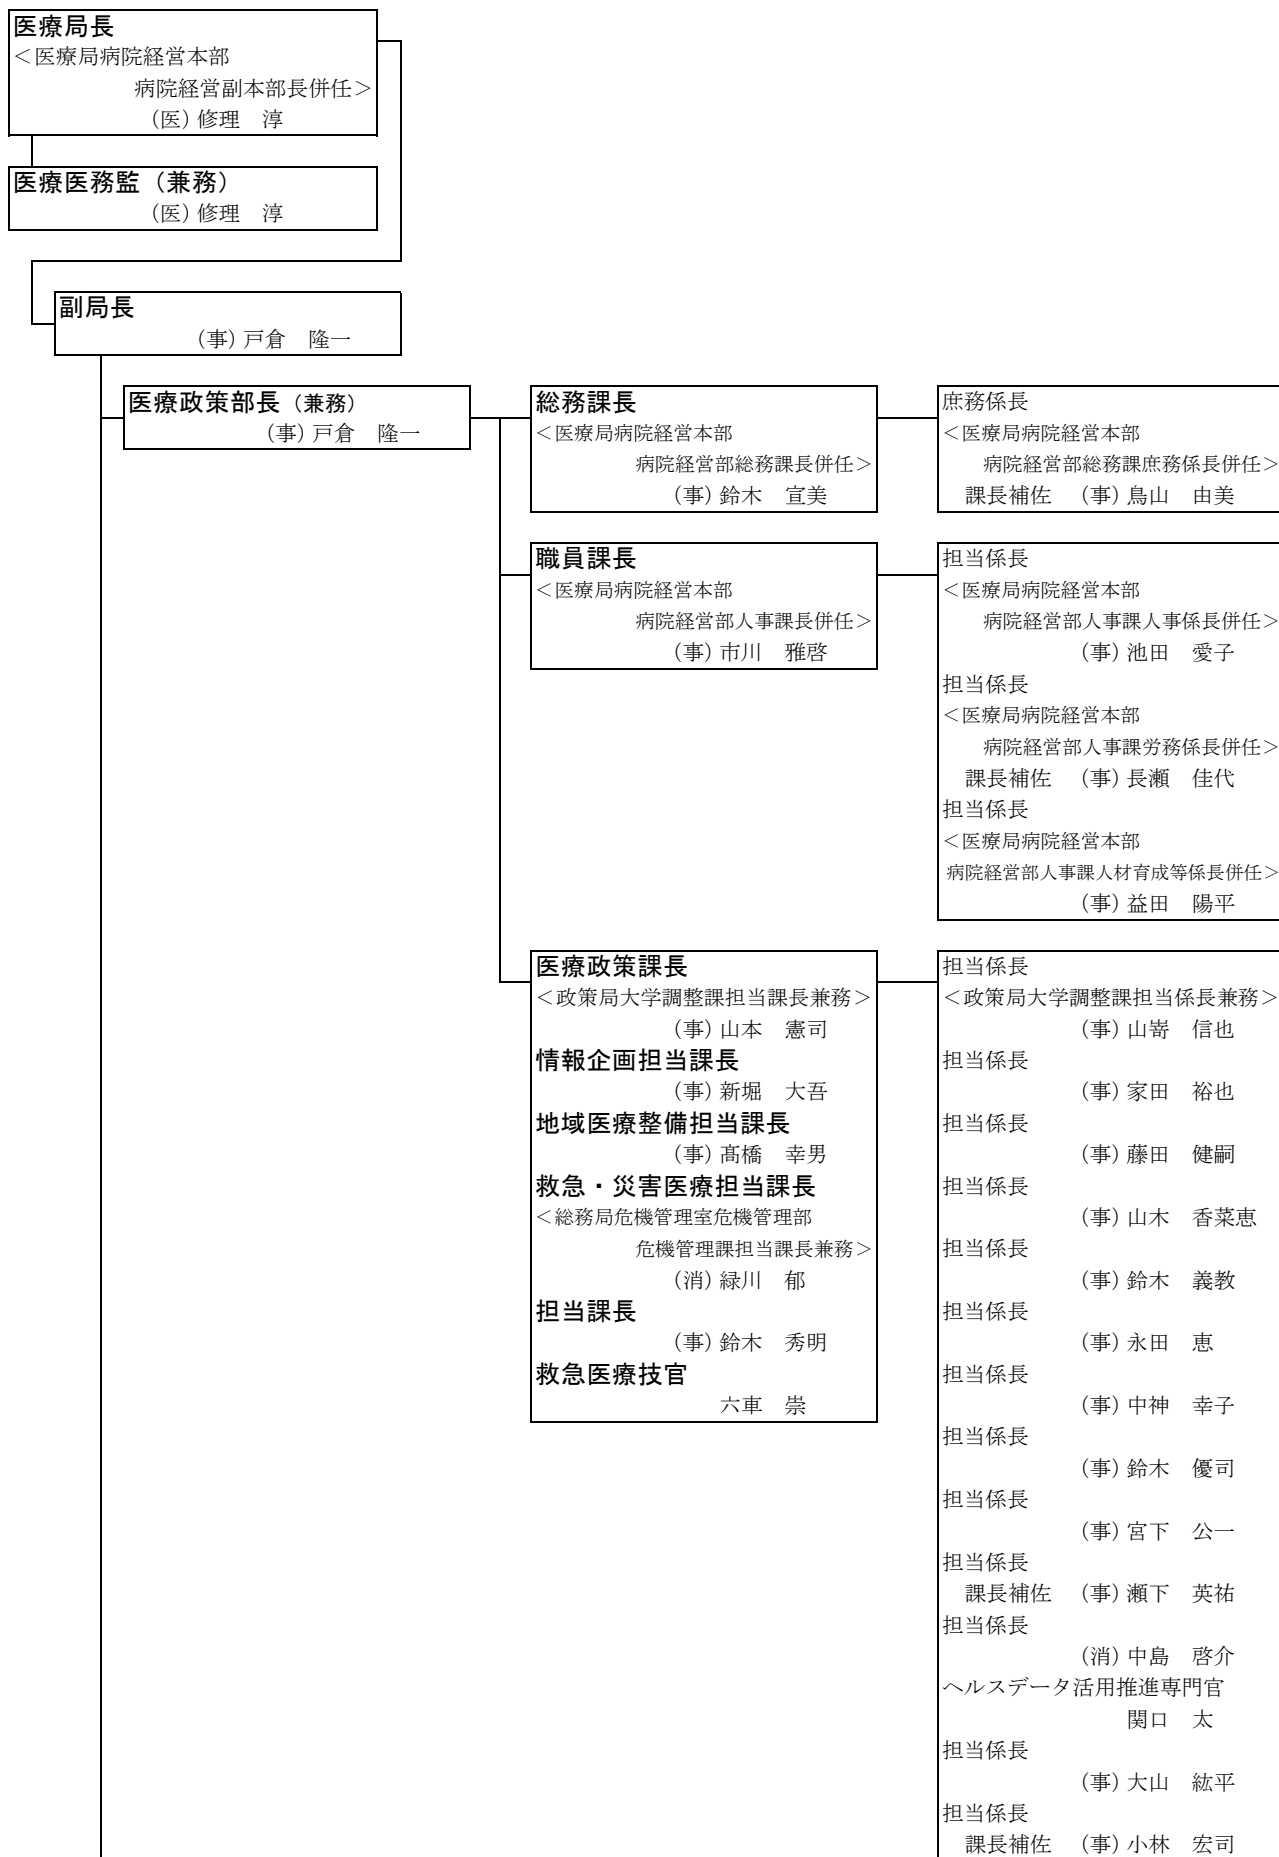 医療局長
＜医療局病院経営本部
病院経営副本部長併任＞
(医) 修理　淳
医療医務監（兼務）
(医) 修理　淳
副局長
(事) 戸倉　隆一
医療政策部長（兼務）
(事) 戸倉　隆一
総務課長
＜医療局病院経営本部
病院経営部総務課長併任＞
(事) 鈴木　宣美
庶務係長
＜医療局病院経営本部
病院経営部総務課庶務係長併任＞
課長補佐　(事) 鳥山　由美
職員課長
＜医療局病院経営本部
病院経営部人事課長併任＞
(事) 市川　雅啓
担当係長
＜医療局病院経営本部
病院経営部人事課人事係長併任＞
(事) 池田　愛子
担当係長
＜医療局病院経営本部
病院経営部人事課労務係長併任＞
課長補佐　(事) 長瀬　佳代
担当係長
＜医療局病院経営本部
病院経営部人事課人材育成等係長併任＞
(事) 益田　陽平
医療政策課長
＜政策局大学調整課担当課長兼務＞
(事) 山本　憲司
情報企画担当課長
(事) 新堀　大吾
地域医療整備担当課長
(事) 髙橋　幸男
救急・災害医療担当課長
＜総務局危機管理室危機管理部
危機管理課担当課長兼務＞
(消) 緑川　郁
担当課長
(事) 鈴木　秀明
救急医療技官
六車　崇
担当係長
＜政策局大学調整課担当係長兼務＞
(事) 山嵜　信也
担当係長
(事) 家田　裕也
担当係長
(事) 藤田　健嗣
担当係長
(事) 山木　香菜恵
担当係長
(事) 鈴木　義教
担当係長
(事) 永田　恵
担当係長
(事) 中神　幸子
担当係長
(事) 鈴木　優司
担当係長
(事) 宮下　公一
担当係長
課長補佐　(事) 瀬下　英祐
担当係長
(消) 中島　啓介
ヘルスデータ活用推進専門官
関口　太
担当係長
(事) 大山　紘平
担当係長
課長補佐　(事) 小林　宏司